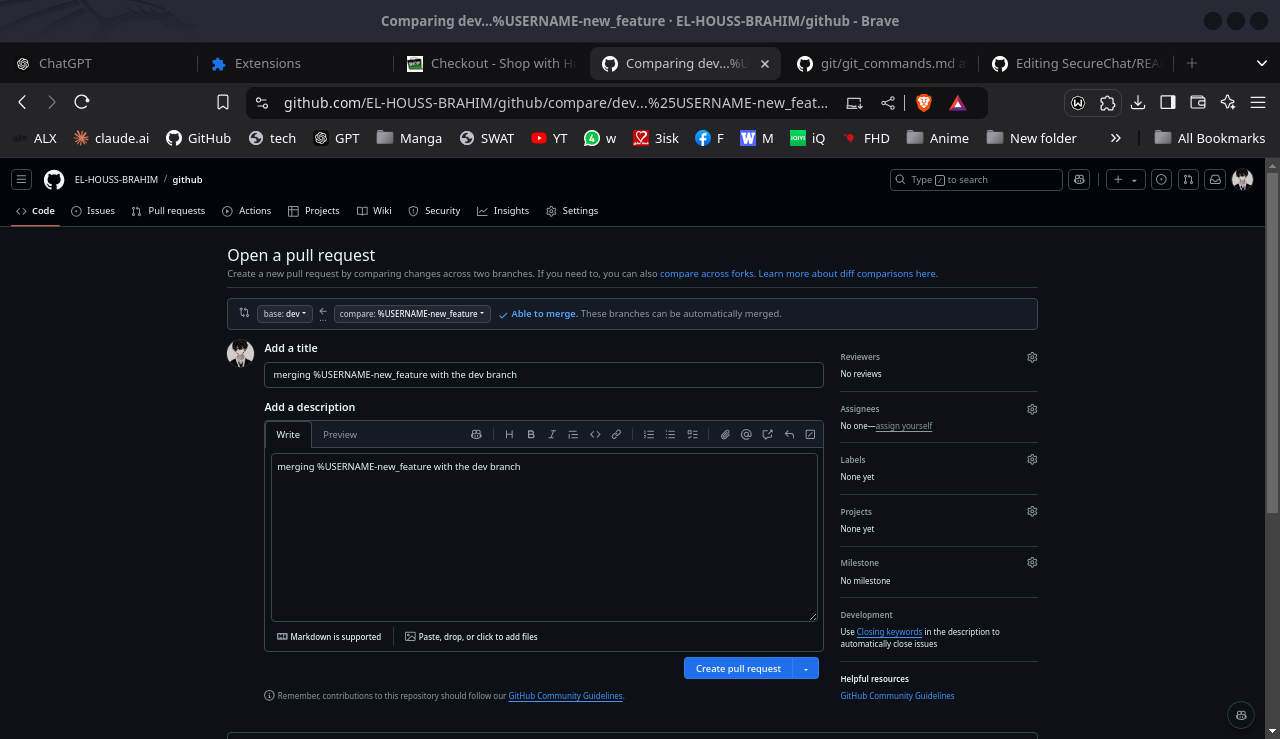 Comparing dev...%USERNAME-new_feature · EL-HOUSS-BRAHIM/github - Brave
ChatGPT
Extensions
Checkout - Shop with H
Comparing dev...%U
git/git_commands.md a
Editing SecureChat/REA
github.com/EL-HOUSS-BRAHIM/github/compare/dev...%25USERNAME-new_feat...
ALX
claude.ai
GitHub
tech
GPT
Manga
SWAT
YT
w
3isk
F
M
iQ
FHD
Anime
New folder
All Bookmarks
EL-HOUSS-BRAHIM / github
Type / to search
Code
Issues
Pull requests
Actions
Projects
Wiki
Security
Insights
Settings
Open a pull request
Create a new pull request by comparing changes across two branches. If you need to, you can also compare across forks. Learn more about diff comparisons here.
base: dev
compare: %USERNAME-new_feature
Able to merge. These branches can be automatically merged.
Add a title
merging %USERNAME-new_feature with the dev branch
Add a description
Write
Preview
merging %USERNAME-new_feature with the dev branch
Markdown is supported
Paste, drop, or click to add files
Create pull request
Remember, contributions to this repository should follow our GitHub Community Guidelines.
Reviewers
No reviews
Assignees
No one—assign yourself
Labels
None yet
Projects
None yet
Milestone
No milestone
Development
Use Closing keywords in the description to
automatically close issues
Helpful resources
GitHub Community Guidelines